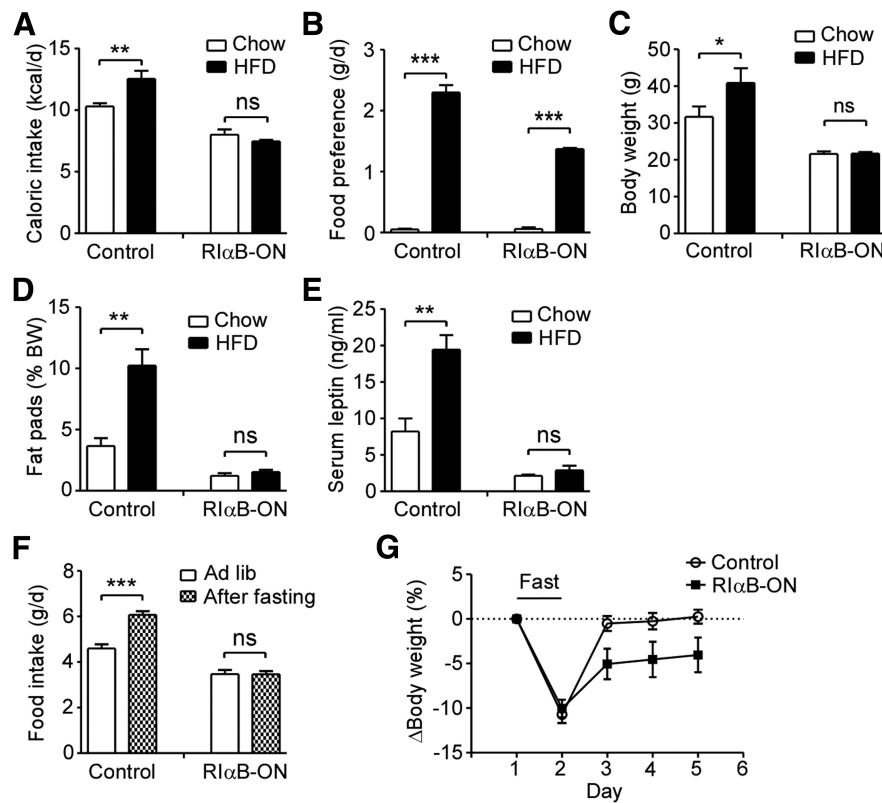 A
Caloric intake (kcal/d)
15
10
5
0
**
ns
Chow
HFD
Control
RIαB-ON
B
Food preference (g/d)
3
2
1
0
***
***
Chow
HFD
Control
RIαB-ON
C
Body weight (g)
50
40
30
20
10
0
*
ns
Chow
HFD
Control
RIαB-ON
D
Fat pads (% BW)
15
10
5
0
**
ns
Chow
HFD
Control
RIαB-ON
E
Serum leptin (ng/ml)
25
20
15
10
5
0
**
ns
Chow
HFD
Control
RIαB-ON
F
Food intake (g/d)
8
6
4
2
0
***
ns
Ad lib
After fasting
Control
RIαB-ON
G
ΔBody weight (%)
5
0
-5
-10
-15
Fast
Control
RIαB-ON
1 2 3 4 5 6
Day